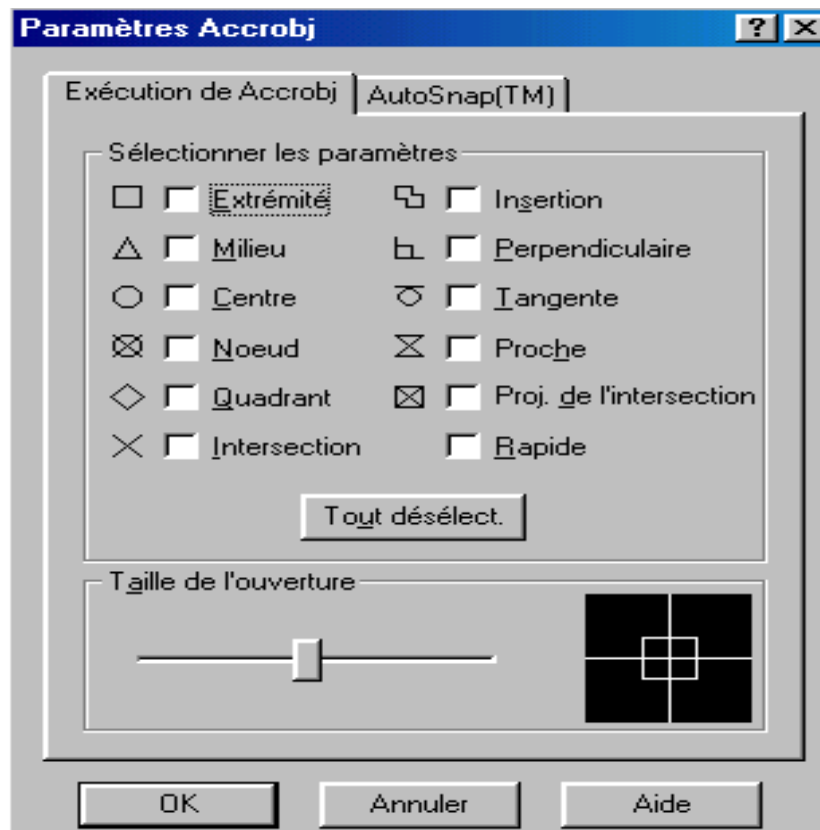 Paramètres Accrobj
? ×
Exécution de Accrobj AutoSnap(TM)
Sélectionner les paramètres
Extrémité Insertion
Milieu Perpendiculaire
Centre Tangente
Noeud Proche
Quadrant Proj. de l'intersection
Intersection Rapide
Tout désélect.
Taille de l'ouverture
OK Annuler Aide